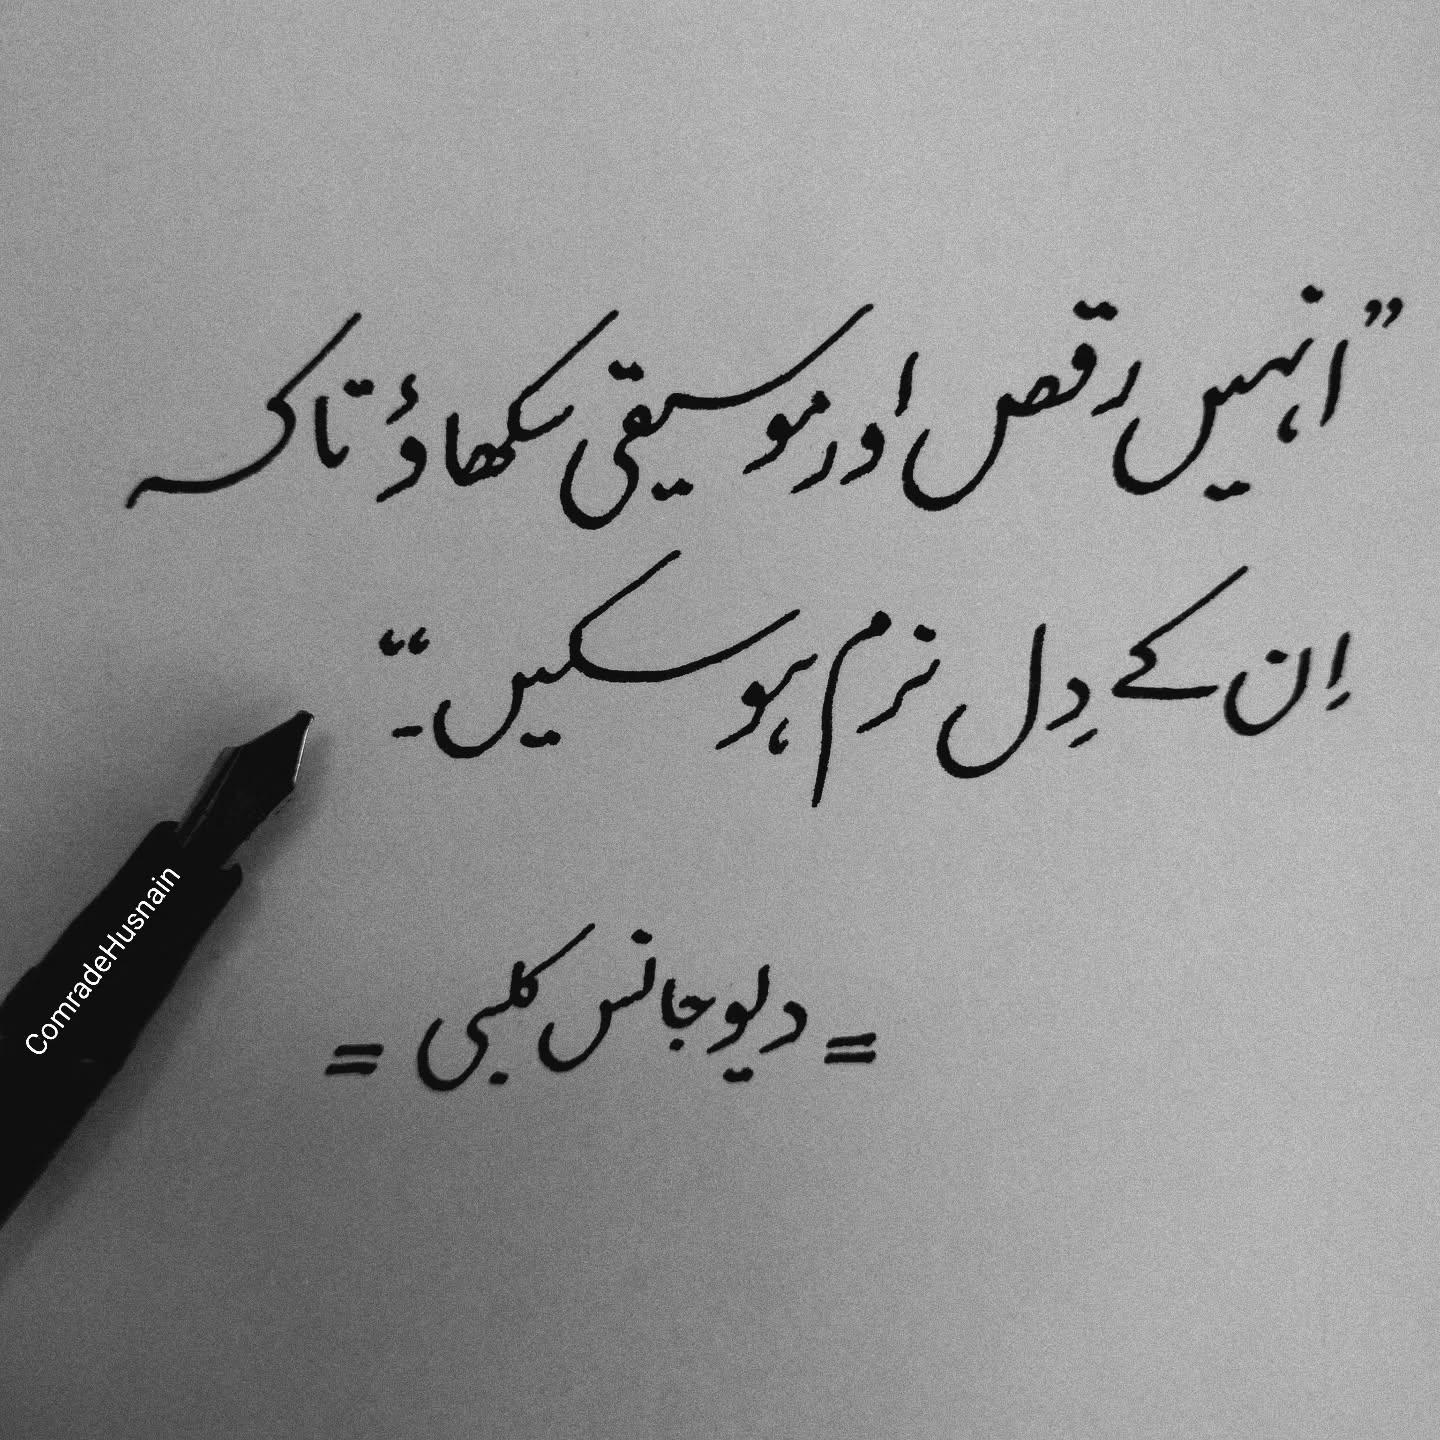 ”انہیں رقص اور موسیقی سکھاؤ تاکہ
اِن کے دِل نرم ہو سکیں۔“
= دیوجانس کلبی =
ComradeHusnain